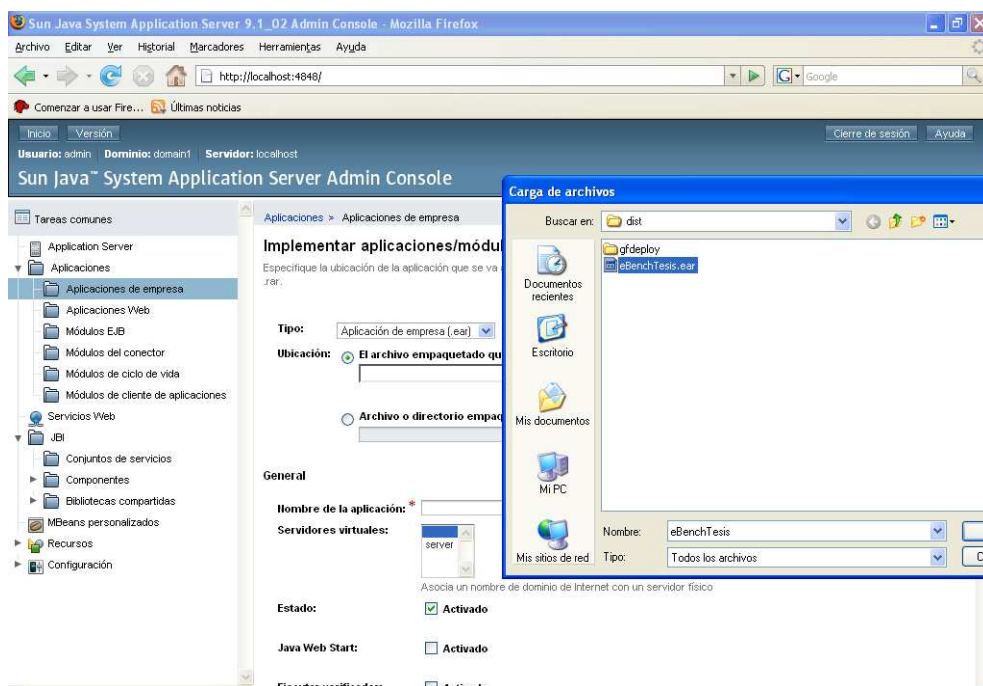 Sun Java System Application Server 9.1_02 Admin Console - Mozilla Firefox
Archivo Editar Ver Historial Marcadores Herramientas Ayuda
http://localhost:4848/
G Google
Comenzar a usar Fire... Últimas noticias
Inicio Versión Cierre de sesión Ayuda
Usuario: admin Dominio: domain1 Servidor: localhost
Sun Java™ System Application Server Admin Console
Tareas comunes
Application Server
Aplicaciones
Aplicaciones de empresa
Aplicaciones Web
Módulos EJB
Módulos del conector
Módulos de ciclo de vida
Módulos de cliente de aplicaciones
Servicios Web
JBI
Conjuntos de servicios
Componentes
Bibliotecas compartidas
MBeans personalizados
Recursos
Configuración
Aplicaciones > Aplicaciones de empresa
Implementar aplicaciones/módu
Especifique la ubicación de la aplicación que se va
.rar.
Tipo: Aplicación de empresa (.ear)
Ubicación: El archivo empaquetado qu
Archivo o directorio empaq
General
Nombre de la aplicación: *
Servidores virtuales:
server
Asocia un nombre de dominio de Internet con un servidor físico
Estado: Activado
Java Web Start: Activado
Carga de archivos
Buscar en: dist
gfdeploy
eBenchTesis.ear
Documentos
recientes
Escritorio
Mis documentos
Mi PC
Mis sitios de red
Nombre: eBenchTesis
Tipo: Todos los archivos
C